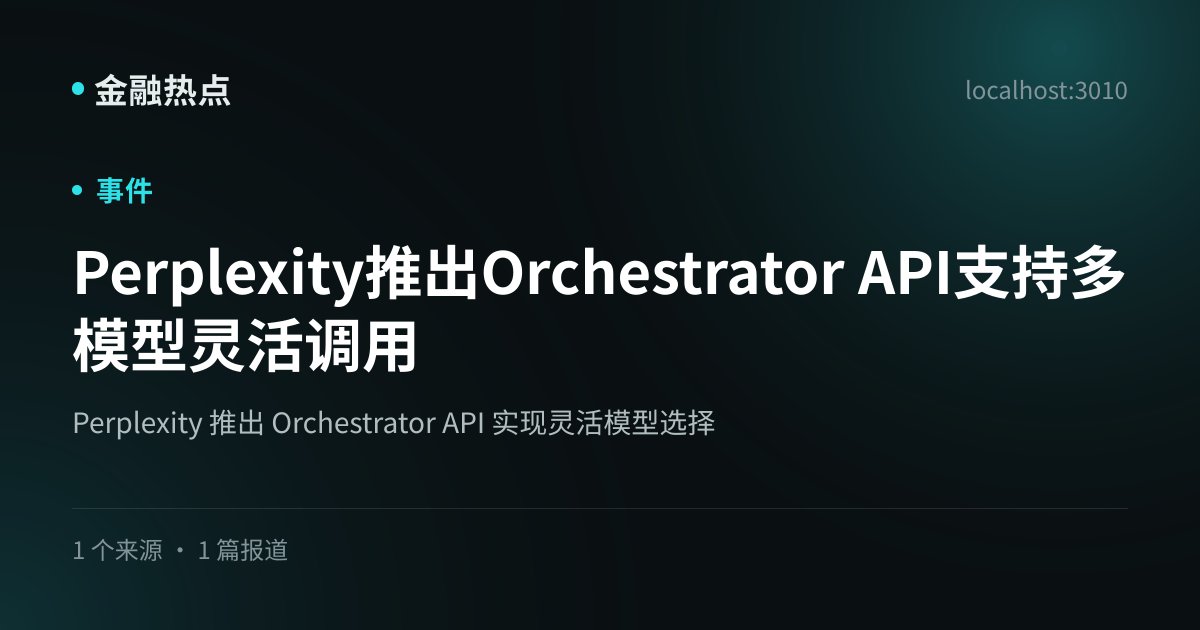 金融热点
localhost:3010
事件
Perplexity推出Orchestrator API支持多
模型灵活调用
Perplexity 推出 Orchestrator API 实现灵活模型选择
1 个来源 · 1 篇报道